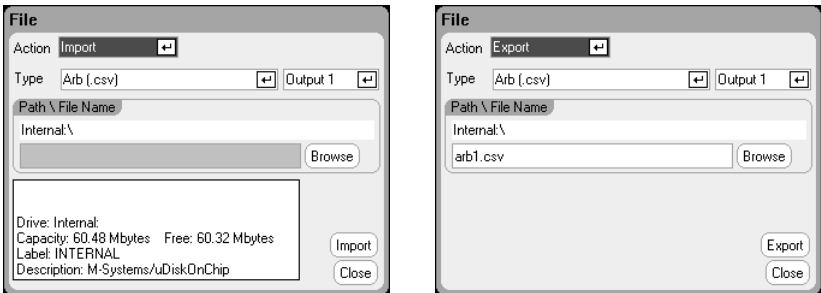 File
Action Import
Type Arb (.csv) Output 1
Path \ File Name
Internal:\
Browse
Drive: Internal:
Capacity: 60.48 Mbytes Free: 60.32 Mbytes
Label: INTERNAL
Description: M-Systems/uDiskOnChip
Import
Close
File
Action Export
Type Arb (.csv) Output 1
Path \ File Name
Internal:\
arb1.csv Browse
Export
Close